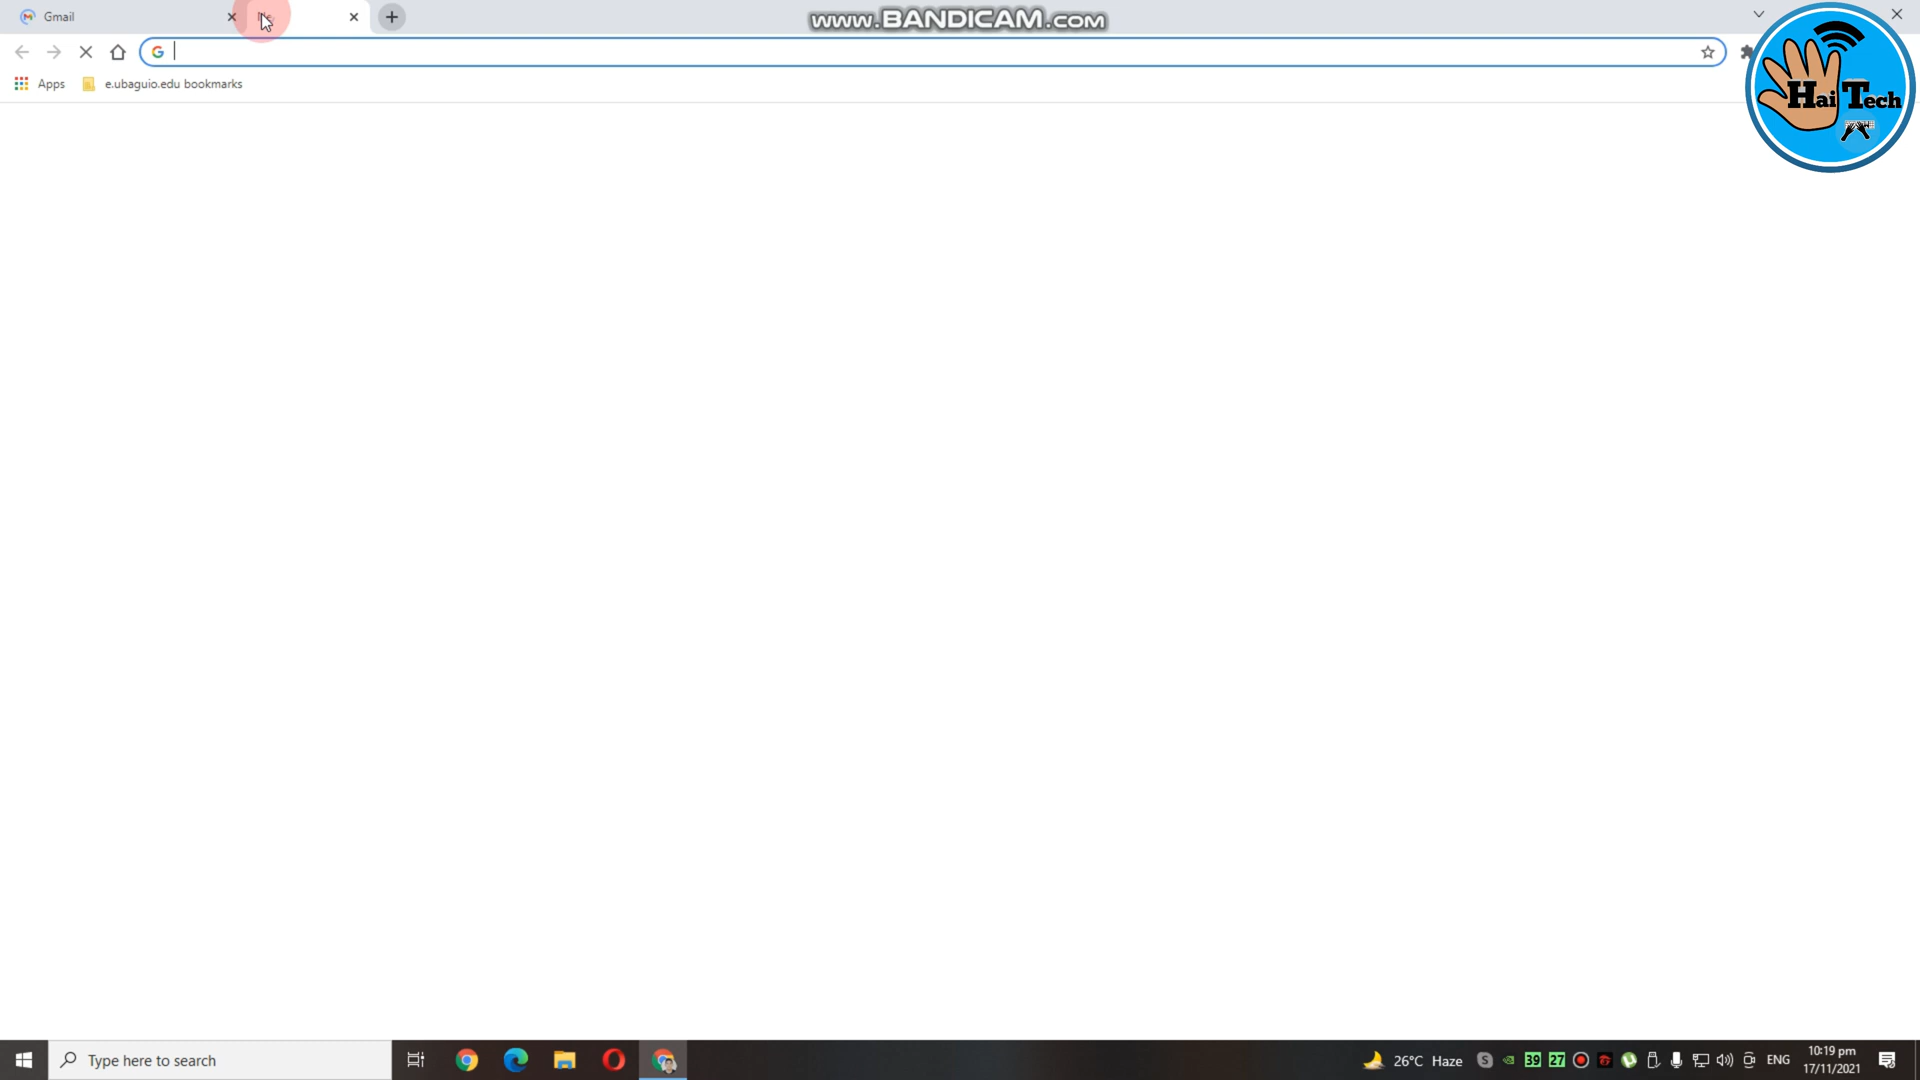 Gmail
www.BANDICAM.com
Apps
e.ubaguio.edu bookmarks
Hai Tech
Type here to search
26°C Haze
39
27
ENG
10:19 pm
17/11/2021